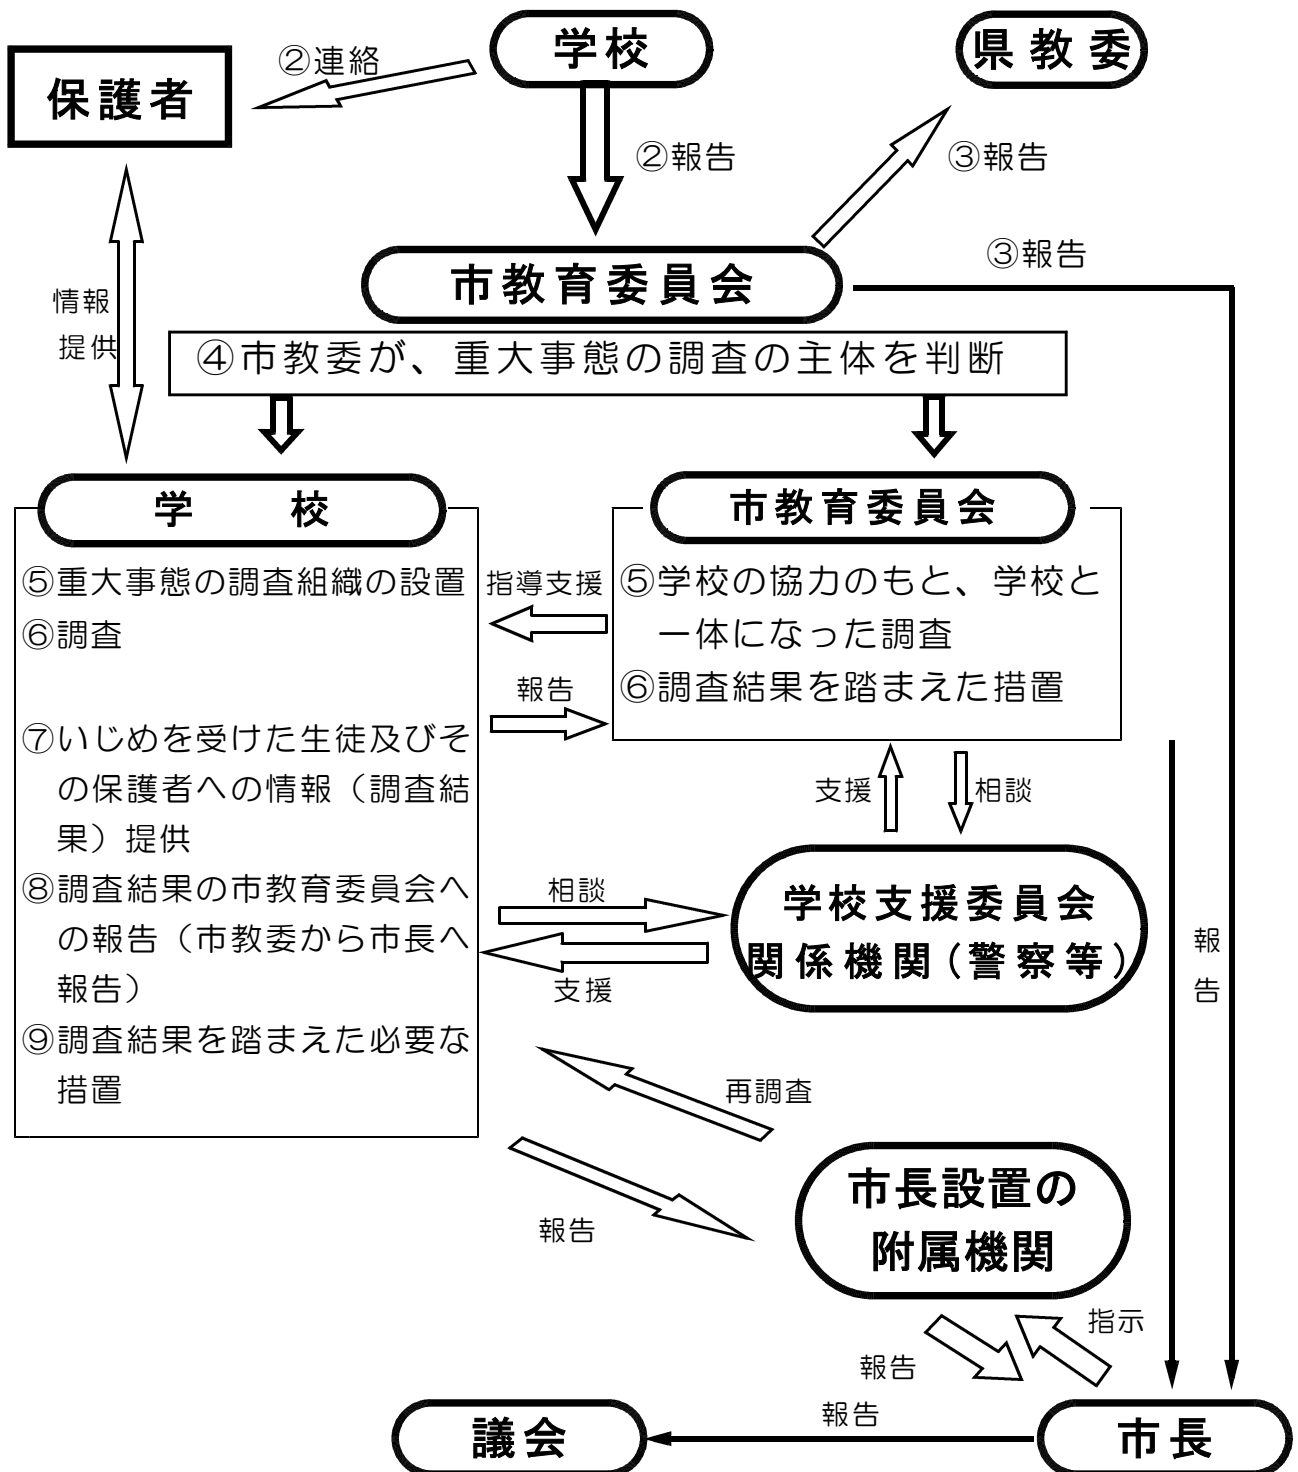 学校
県教委
②連絡
保護者
②報告
③報告
③報告
市教育委員会
情報
提供
④市教委が、重大事態の調査の主体を判断
学　校
市教育委員会
⑤重大事態の調査組織の設置
⑥調査
⑦いじめを受けた生徒及びそ
の保護者への情報（調査結
果）提供
⑧調査結果の市教育委員会へ
の報告（市教委から市長へ
報告）
⑨調査結果を踏まえた必要な
措置
指導支援
報告
⑤学校の協力のもと、学校と
一体になった調査
⑥調査結果を踏まえた措置
支援
相談
相談
支援
学校支援委員会
関係機関（警察等）
報
告
再調査
報告
市長設置の
附属機関
指示
報告
報告
議会
市長